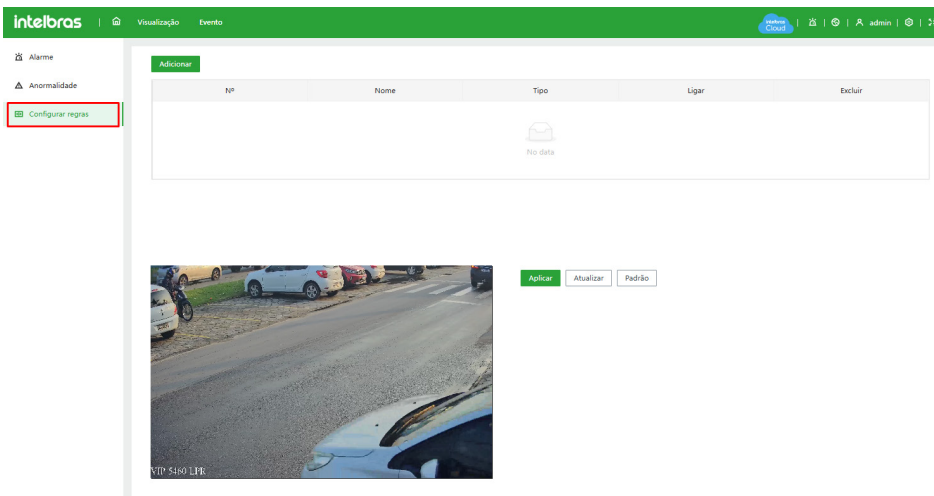 intelbras
Visualização Evento
intelbras Cloud
admin
Alarme
Anormalidade
Configurar regras
Adicionar
Nº Nome Tipo Ligar Excluir
No data
Aplicar Atualizar Padrão
VIP 5460 LPR